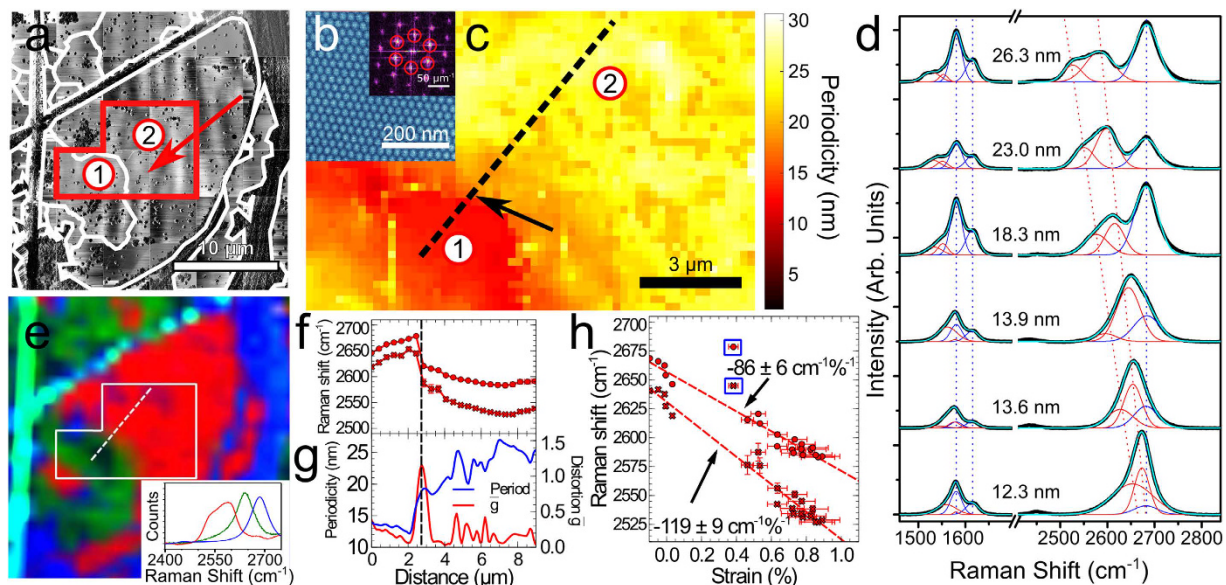 a
1
2
10 μm
b
50 μm⁻¹
200 nm
c
2
1
3 μm
30
25
20
15
10
5
Periodicity (nm)
d
26.3 nm
23.0 nm
18.3 nm
13.9 nm
13.6 nm
12.3 nm
Intensity (Arb. Units)
1500 1600 2500 2600 2700 2800
Raman Shift (cm⁻¹)
e
Counts
2400 2550 2700
Raman Shift (cm⁻¹)
f
2700
2650
2600
2550
2500
Raman shift (cm⁻¹)
g
25
20
15
10
Periodicity (nm)
Period
g
1.5
1.0
0.5
0.0
Distortion g
0 2 4 6 8
Distance (μm)
h
2700
2675
2650
2625
2600
2575
2550
2525
Raman shift (cm⁻¹)
-86 ± 6 cm⁻¹%⁻¹
-119 ± 9 cm⁻¹%⁻¹
0.0 0.2 0.4 0.6 0.8 1.0
Strain (%)